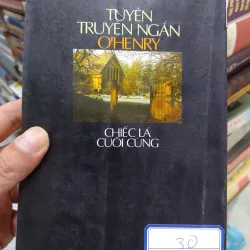 TUYỂN
TRUYỆN NGẮN
O'HENRY
CHIẾC LÁ
CUỐI CÙNG
30